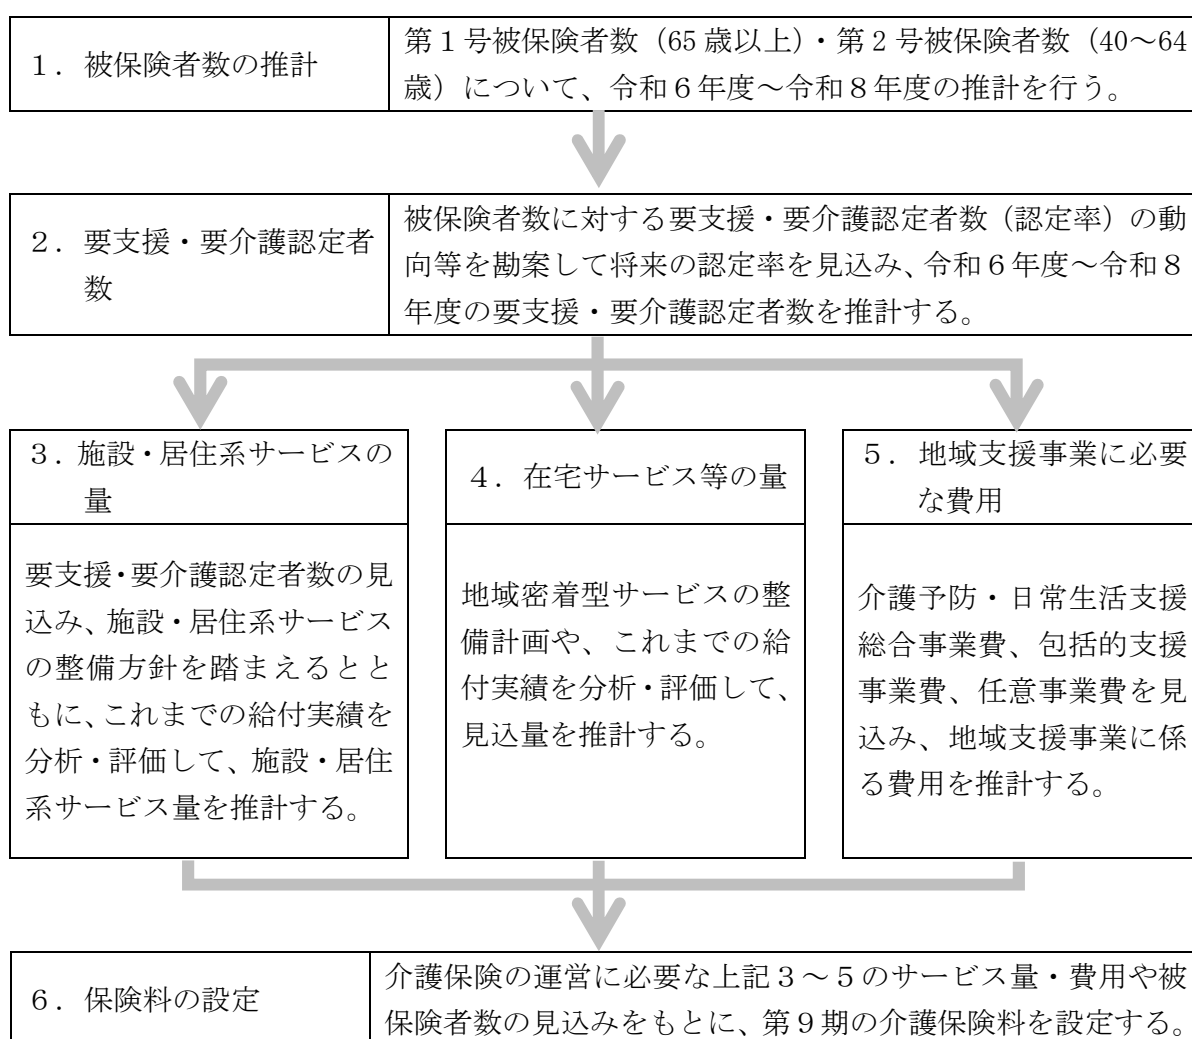 １．被保険者数の推計
第１号被保険者数（65 歳以上）・第２号被保険者数（40～64
歳）について、令和６年度～令和８年度の推計を行う。
２．要支援・要介護認定者
数
被保険者数に対する要支援・要介護認定者数（認定率）の動
向等を勘案して将来の認定率を見込み、令和６年度～令和８
年度の要支援・要介護認定者数を推計する。
３．施設・居住系サービスの
量
要支援・要介護認定者数の見
込み、施設・居住系サービス
の整備方針を踏まえるとと
もに、これまでの給付実績を
分析・評価して、施設・居住
系サービス量を推計する。
４．在宅サービス等の量
地域密着型サービスの整
備計画や、これまでの給
付実績を分析・評価して、
見込量を推計する。
５．地域支援事業に必要
な費用
介護予防・日常生活支援
総合事業費、包括的支援
事業費、任意事業費を見
込み、地域支援事業に係
る費用を推計する。
６．保険料の設定
介護保険の運営に必要な上記３～５のサービス量・費用や被
保険者数の見込みをもとに、第９期の介護保険料を設定する。